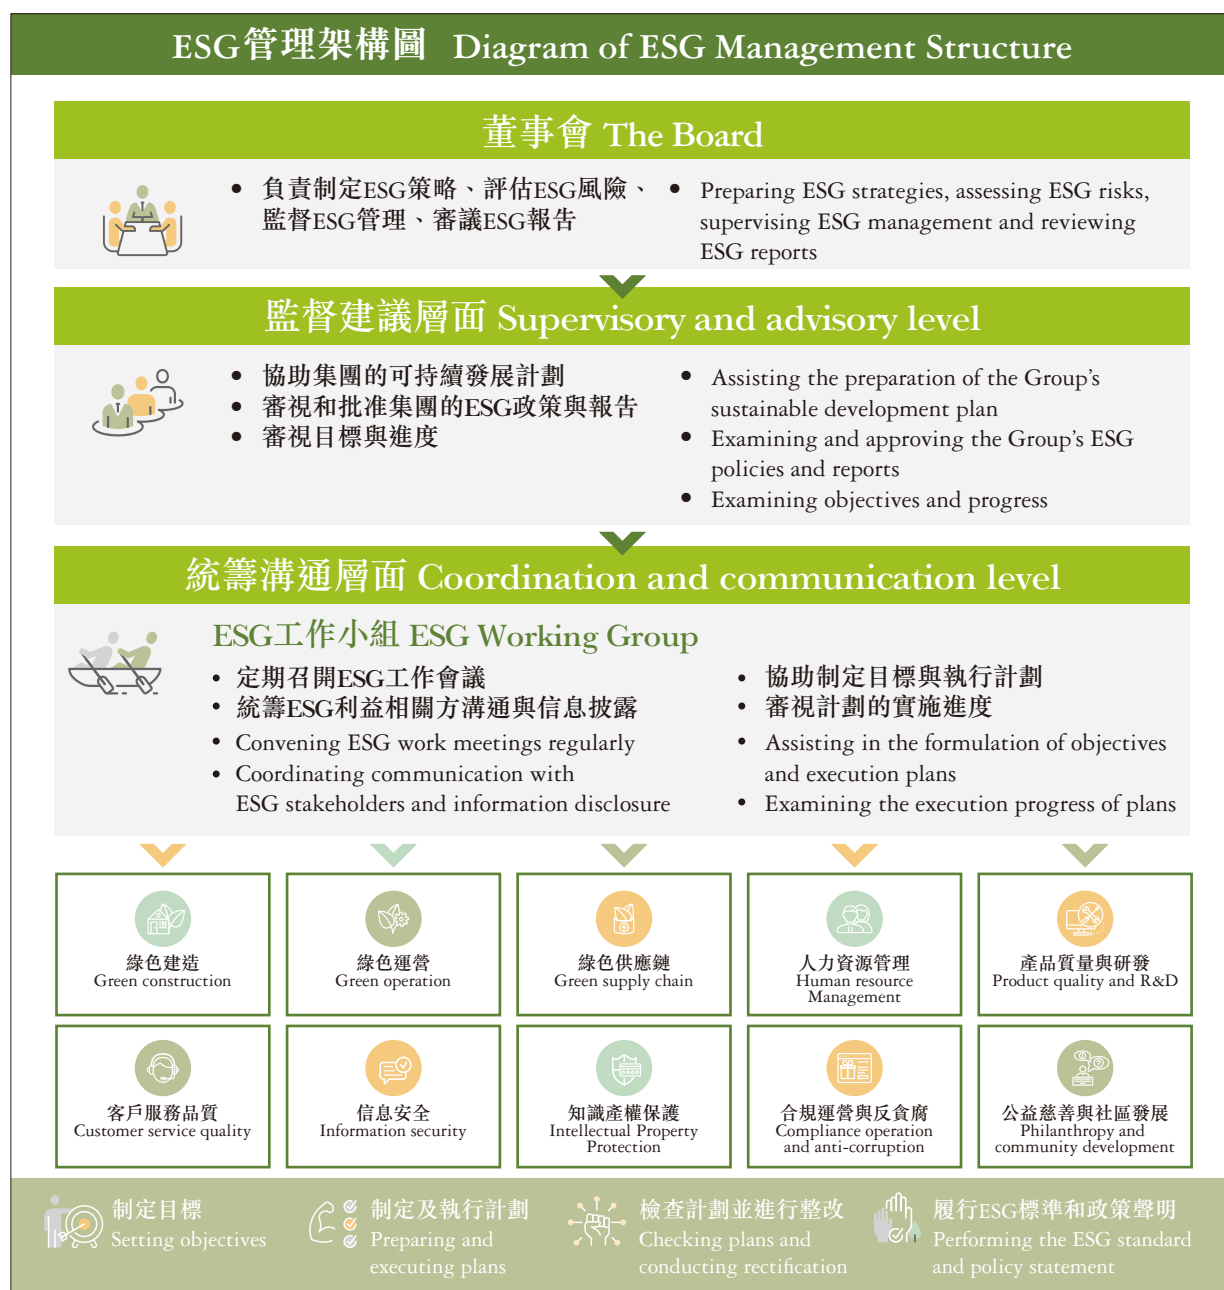 ESG管理架構圖 Diagram of ESG Management Structure
董事會 The Board
• 負責制定ESG策略、評估ESG風險、
監督ESG管理、審議ESG報告
• Preparing ESG strategies, assessing ESG risks,
supervising ESG management and reviewing
ESG reports
監督建議層面 Supervisory and advisory level
• 協助集團的可持續發展計劃
• 審視和批准集團的ESG政策與報告
• 審視目標與進度
• Assisting the preparation of the Group's
sustainable development plan
• Examining and approving the Group's ESG
policies and reports
• Examining objectives and progress
統籌溝通層面 Coordination and communication level
ESG工作小組 ESG Working Group
• 定期召開ESG工作會議
• 統籌ESG利益相關方溝通與信息披露
• Convening ESG work meetings regularly
• Coordinating communication with
ESG stakeholders and information disclosure
• 協助制定目標與執行計劃
• 審視計劃的實施進度
• Assisting in the formulation of objectives
and execution plans
• Examining the execution progress of plans
綠色建造
Green construction
綠色運營
Green operation
綠色供應鏈
Green supply chain
人力資源管理
Human resource
Management
產品質量與研發
Product quality and R&D
客戶服務品質
Customer service quality
信息安全
Information security
知識產權保護
Intellectual Property
Protection
合規運營與反貪腐
Compliance operation
and anti-corruption
公益慈善與社區發展
Philanthropy and
community development
制定目標
Setting objectives
制定及執行計劃
Preparing and
executing plans
檢查計劃並進行整改
Checking plans and
conducting rectification
履行ESG標準和政策聲明
Performing the ESG standard
and policy statement